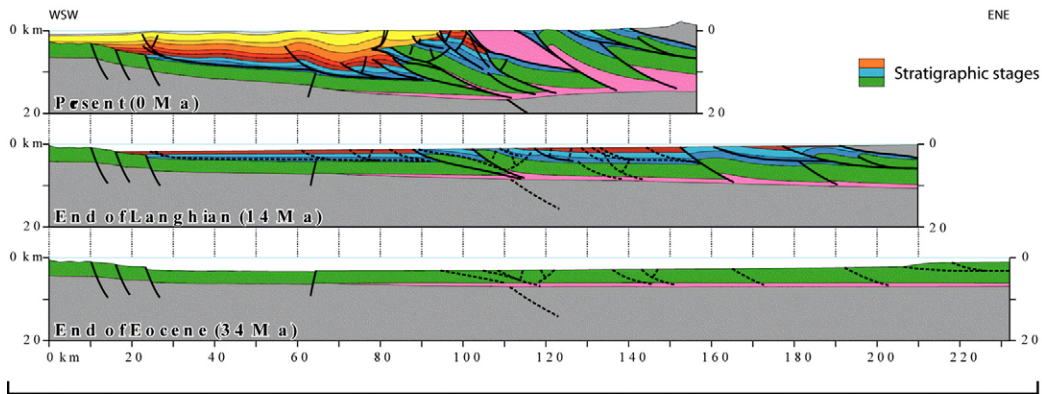 WSW
ENE
0 km
0
Stratigraphic stages
Present (0 Ma)
20
20
0 km
0
End of Langhian (14 Ma)
20
20
0 km
0
End of Eocene (34 Ma)
20
20
0 km 20 40 60 80 100 120 140 160 180 200 220